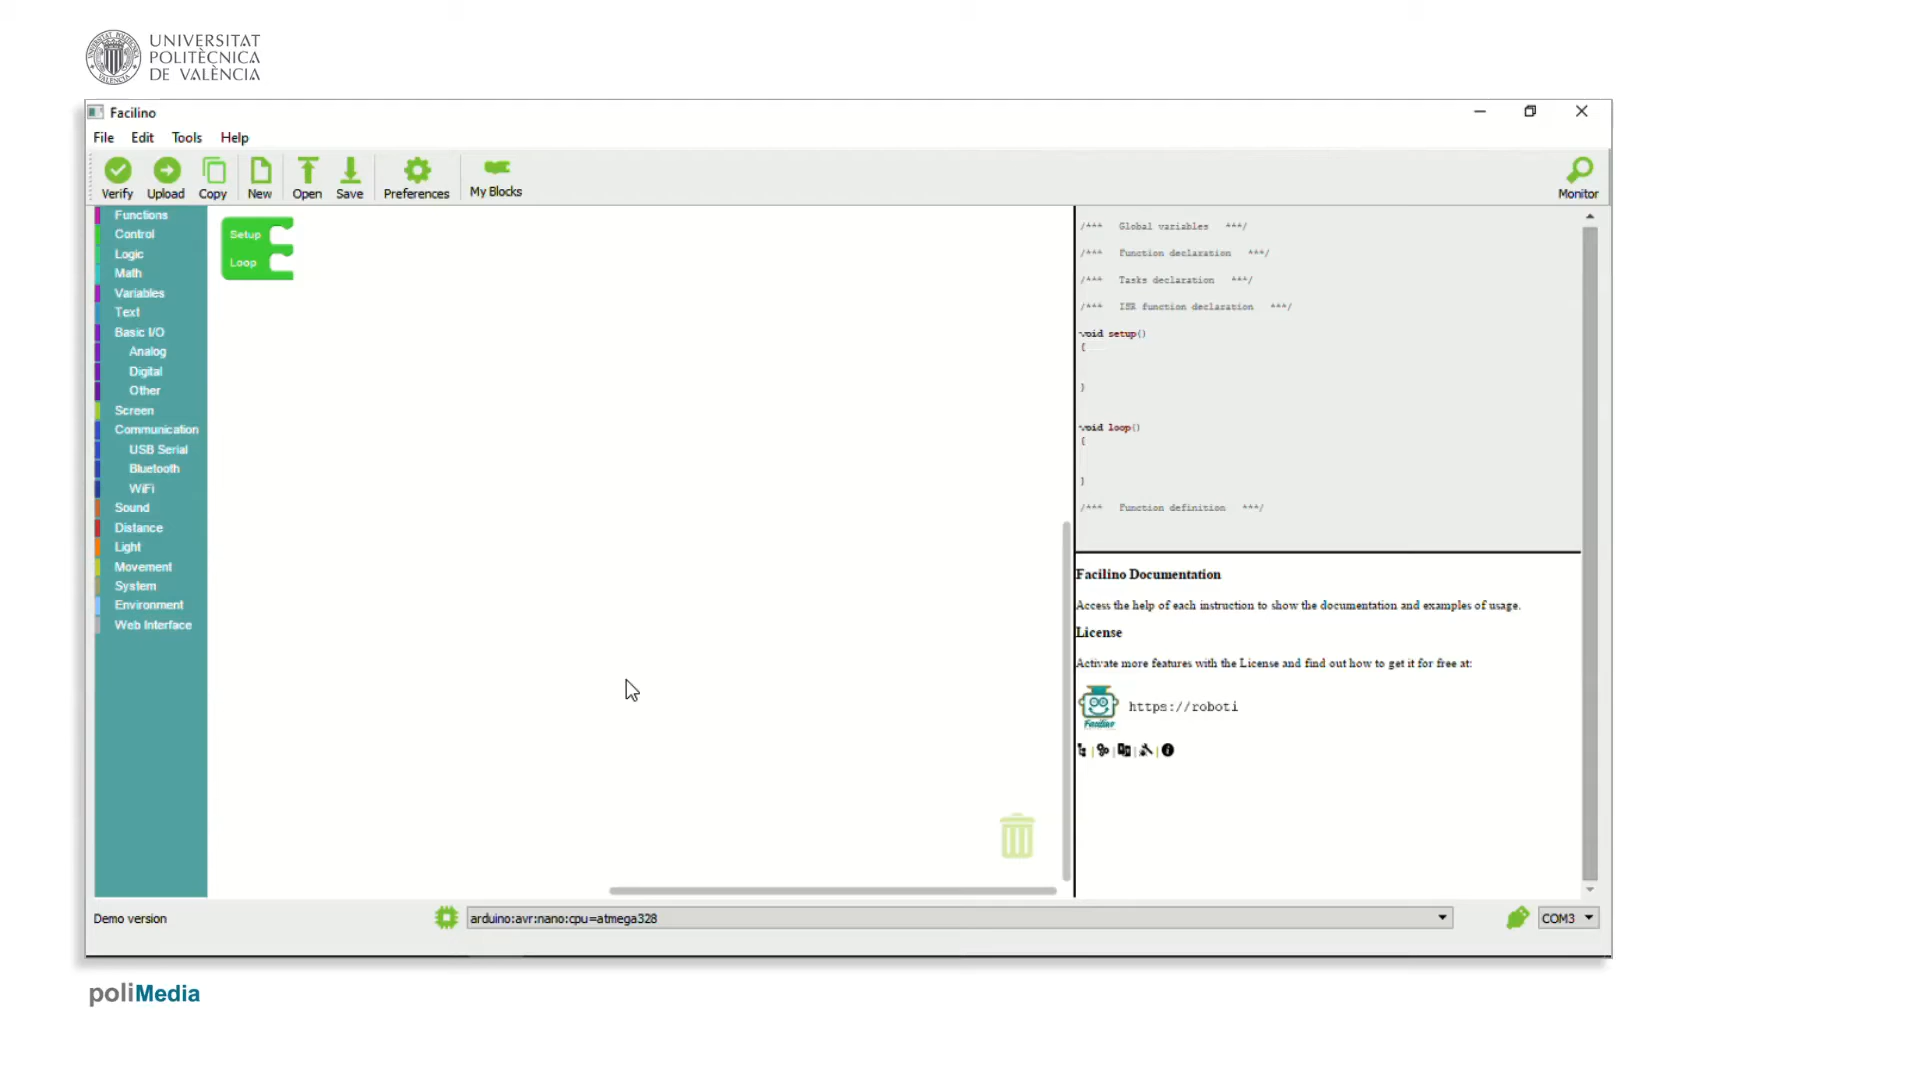 UNIVERSITAT
POLITÈCNICA
DE VALÈNCIA
Facilino
File Edit Tools Help
Verify Upload Copy New Open Save Preferences My Blocks Monitor
Functions
Control
Logic
Math
Variables
Text
Basic I/O
Analog
Digital
Other
Screen
Communication
USB Serial
Bluetooth
WiFi
Sound
Distance
Light
Movement
System
Environment
Web Interface
Setup
Loop
/*** Global variables ***/
/*** Function declaration ***/
/*** Tasks declaration ***/
/*** ISR function declaration ***/
void setup()
{
}
void loop()
{
}
/*** Function definition ***/
Facilino Documentation
Access the help of each instruction to show the documentation and examples of usage.
License
Activate more features with the License and find out how to get it for free at:
Facilino
https://roboti
Demo version
arduino:avr:nano:cpu=atmega328
COM3
poliMedia